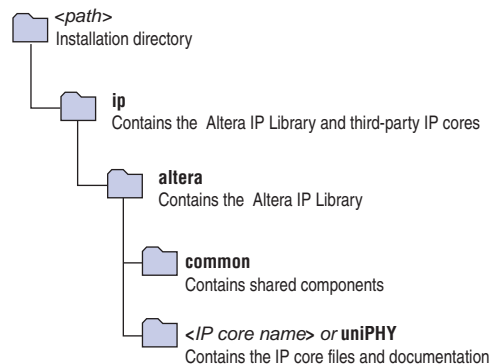 <path>
Installation directory
ip
Contains the Altera IP Library and third-party IP cores
altera
Contains the Altera IP Library
common
Contains shared components
<IP core name> or uniPHY
Contains the IP core files and documentation